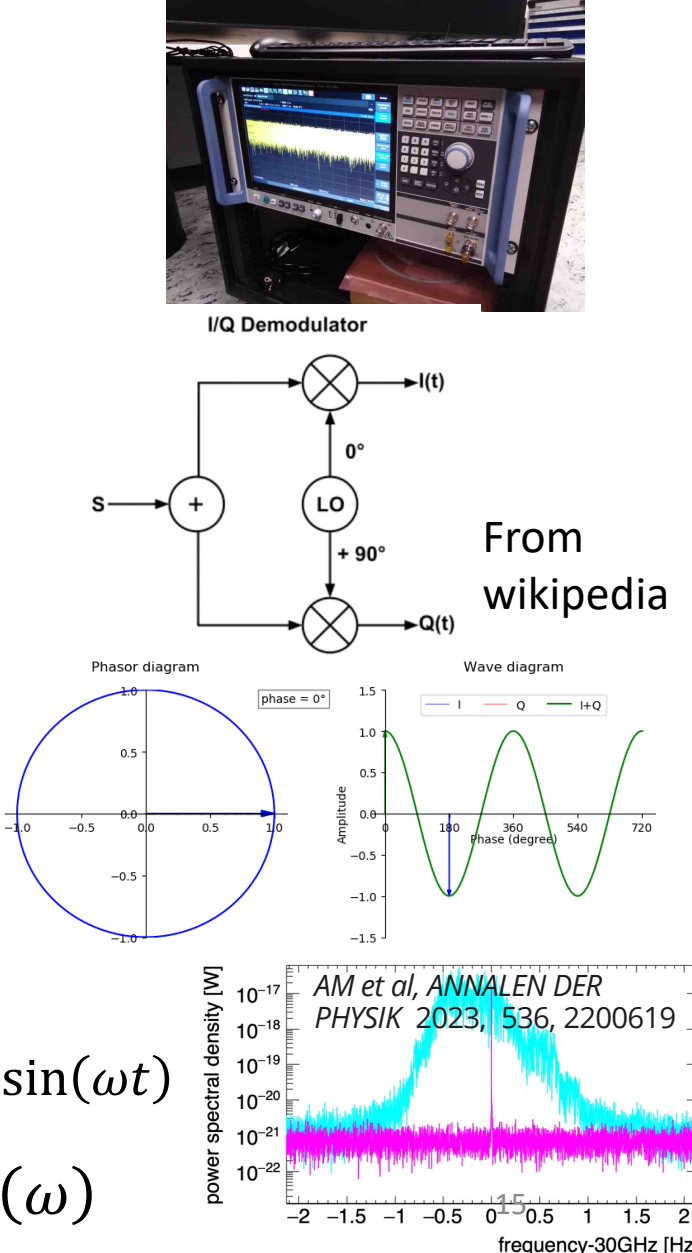 I/Q Demodulator
I(t)
0°
S
+
LO
+ 90°
Q(t)
From
wikipedia
Phasor diagram
phase = 0°
1.0
0.5
0.0
−0.5
−1.0
−1.0 −0.5 0.0 0.5 1.0
Wave diagram
I Q I+Q
Amplitude
1.5
1.0
0.5
0.0
−0.5
−1.0
−1.5
0 180 360 540 720
Phase (degree)
sin(𝜔𝑡)
(𝜔)
AM et al, ANNALEN DER
PHYSIK 2023, 536, 2200619
power spectral density [W]
10⁻¹⁷
10⁻¹⁸
10⁻¹⁹
10⁻²⁰
10⁻²¹
10⁻²²
−2 −1.5 −1 −0.5 0 0.5 1 1.5 2
15
frequency-30GHz [Hz